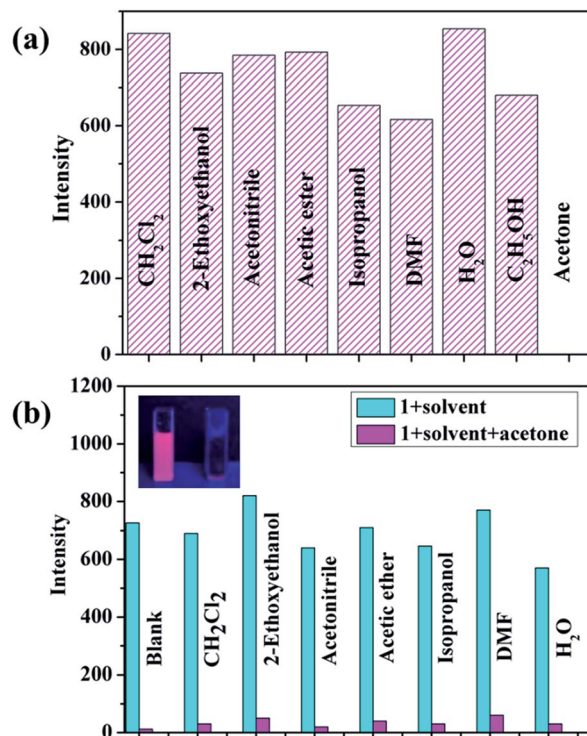 (a)
Intensity
800
600
400
200
0
CH₂Cl₂
2-Ethoxyethanol
Acetonitrile
Acetic ester
Isopropanol
DMF
H₂O
C₂H₅OH
Acetone
(b)
Intensity
1200
1000
800
600
400
200
0
1+solvent
1+solvent+acetone
Blank
CH₂Cl₂
2-Ethoxyethanol
Acetonitrile
Acetic ether
Isopropanol
DMF
H₂O